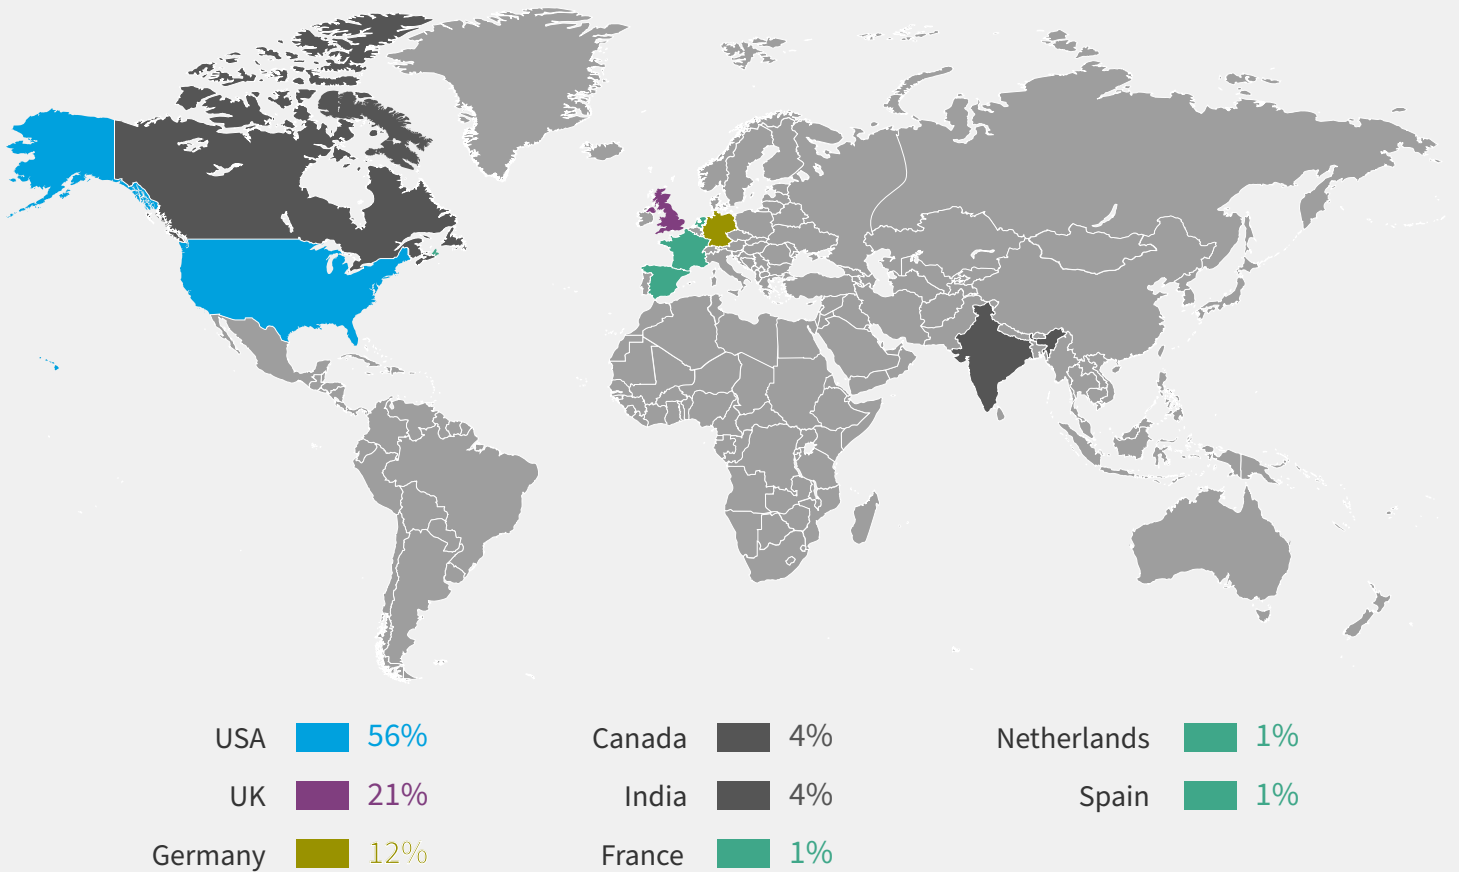 USA 56%
UK 21%
Germany 12%
Canada 4%
India 4%
France 1%
Netherlands 1%
Spain 1%